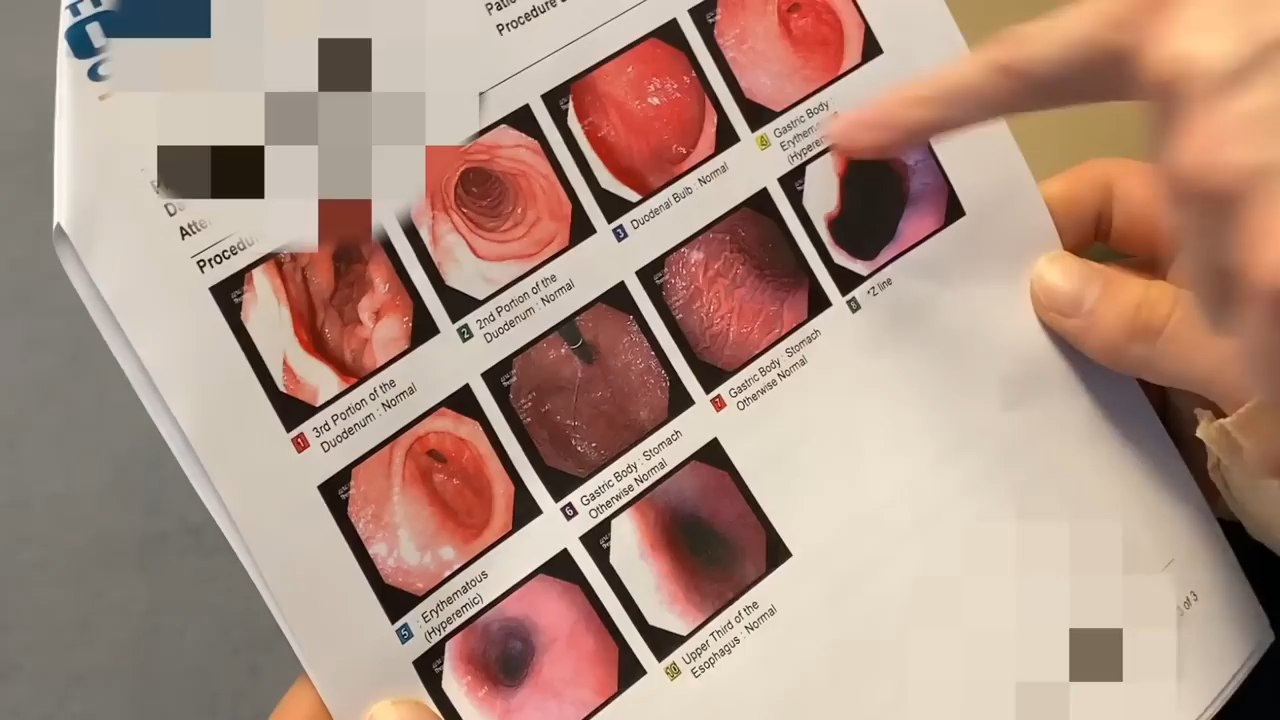 Procedure
1 3rd Portion of the
Duodenum : Normal
2 2nd Portion of the
Duodenum : Normal
3 Duodenal Bulb : Normal
4 Gastric Body :
5 : Erythematous
(Hyperemic)
6 Gastric Body : Stomach
Otherwise Normal
7 Gastric Body : Stomach
Otherwise Normal
8 *Z line
10 Upper Third of the
Esophagus : Normal
of 3